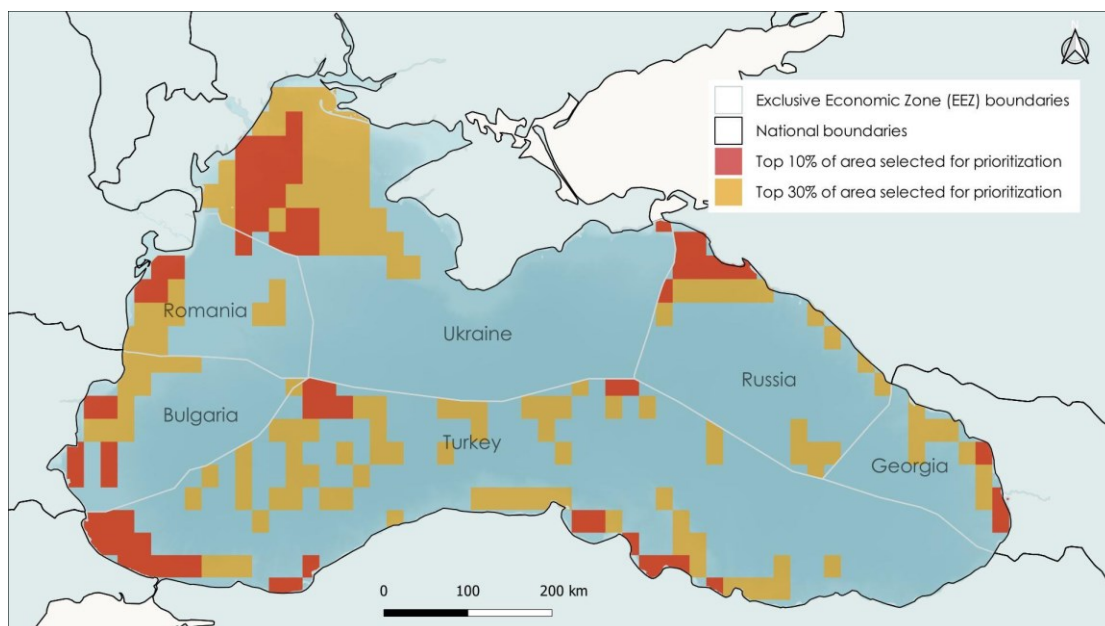 N
Exclusive Economic Zone (EEZ) boundaries
National boundaries
Top 10% of area selected for prioritization
Top 30% of area selected for prioritization
Romania
Ukraine
Russia
Bulgaria
Turkey
Georgia
0 100 200 km